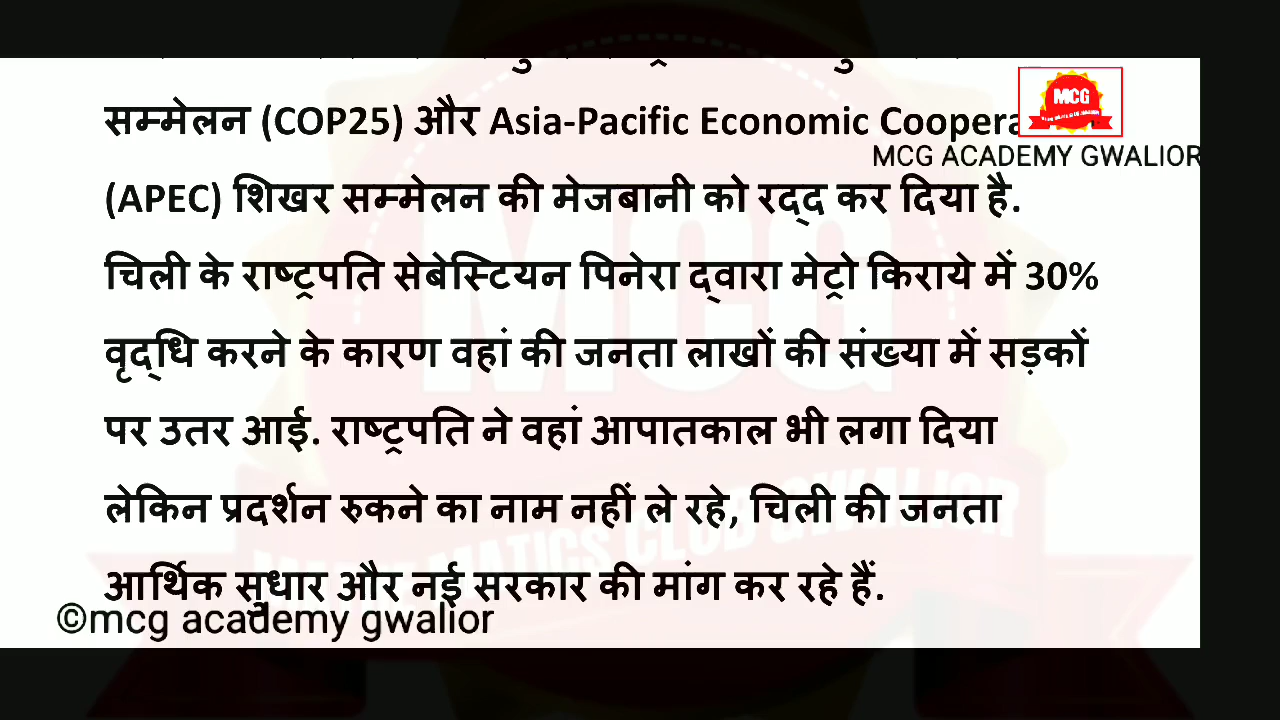 सम्मेलन (COP25) और Asia-Pacific Economic
MCG
MCG ACADEMY GWALIOR
(APEC) शिखर सम्मेलन की मेजबानी को रद्द कर दिया है.
चिली के राष्ट्रपति सेबेस्टियन पिनेरा द्वारा मेट्रो किराये में 30%
वृद्धि करने के कारण वहां की जनता लाखों की संख्या में सड़कों
पर उतर आई. राष्ट्रपति ने वहां आपातकाल भी लगा दिया
लेकिन प्रदर्शन रुकने का नाम नहीं ले रहे, चिली की जनता
आर्थिक सुधार और नई सरकार की मांग कर रहे हैं.
©mcg academy gwalior